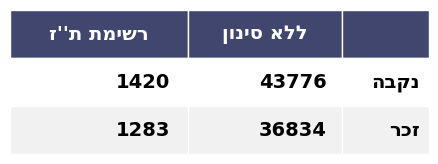 ללא סינון רשימת ת''ז
נקבה 43776 1420
זכר 36834 1283